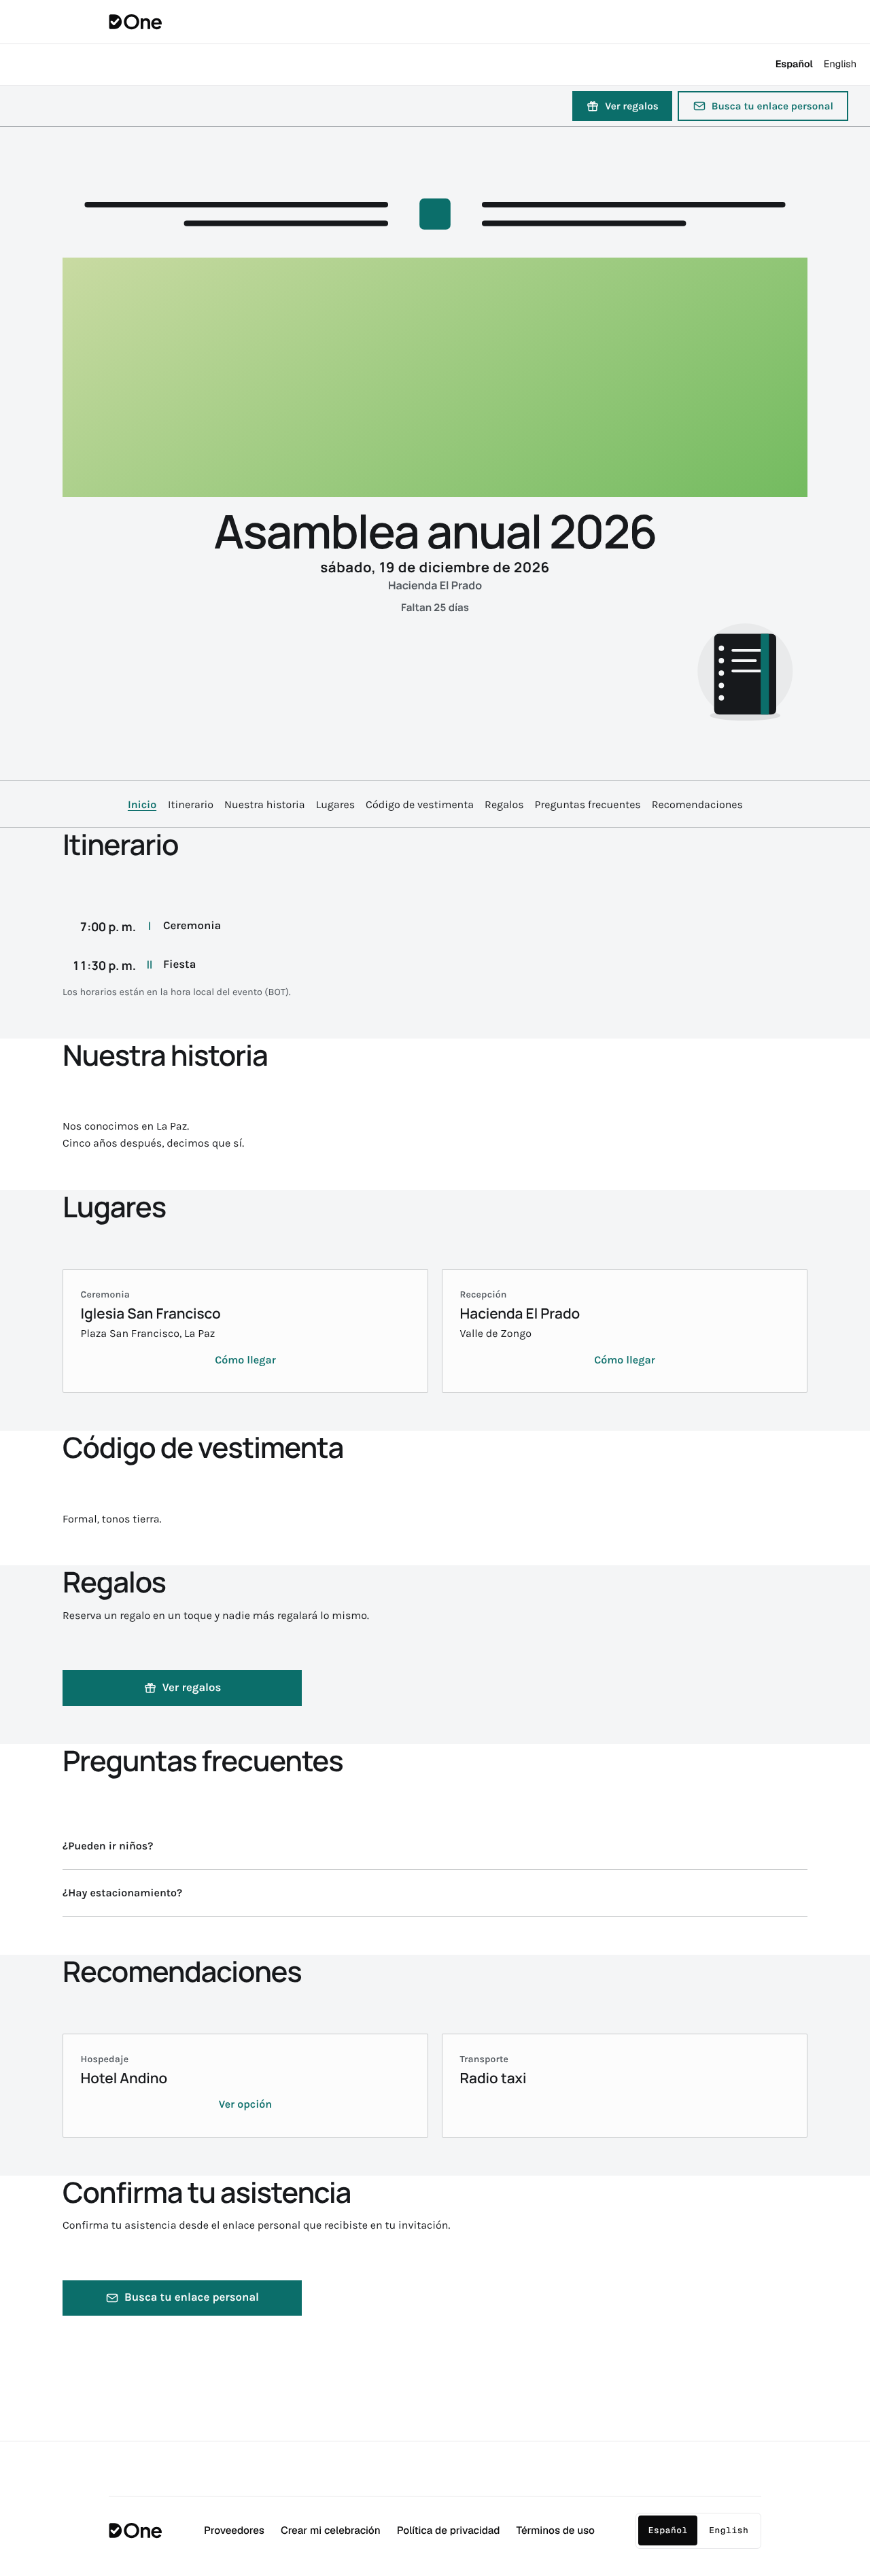 One
Español English
Ver regalos Busca tu enlace personal
Asamblea anual 2026
sábado, 19 de diciembre de 2026
Hacienda El Prado
Faltan 25 días
Inicio Itinerario Nuestra historia Lugares Código de vestimenta Regalos Preguntas frecuentes Recomendaciones
Itinerario
7:00 p. m. I Ceremonia
11:30 p. m. II Fiesta
Los horarios están en la hora local del evento (BOT).
Nuestra historia
Nos conocimos en La Paz.
Cinco años después, decimos que sí.
Lugares
Ceremonia
Iglesia San Francisco
Plaza San Francisco, La Paz
Cómo llegar
Recepción
Hacienda El Prado
Valle de Zongo
Cómo llegar
Código de vestimenta
Formal, tonos tierra.
Regalos
Reserva un regalo en un toque y nadie más regalará lo mismo.
Ver regalos
Preguntas frecuentes
¿Pueden ir niños?
¿Hay estacionamiento?
Recomendaciones
Hospedaje
Hotel Andino
Ver opción
Transporte
Radio taxi
Confirma tu asistencia
Confirma tu asistencia desde el enlace personal que recibiste en tu invitación.
Busca tu enlace personal
One Proveedores Crear mi celebración Política de privacidad Términos de uso Español English